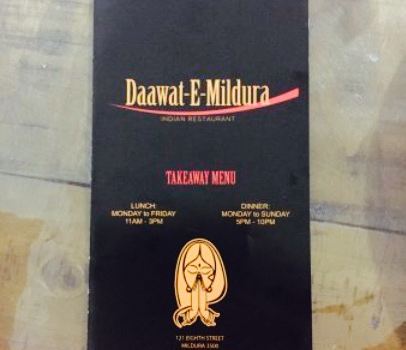 Daawat-E-Mildura
INDIAN RESTAURANT
TAKEAWAY MENU
LUNCH:
MONDAY to FRIDAY
11AM - 3PM
DINNER:
MONDAY to SUNDAY
5PM - 10PM
121 EIGHTH STREET
MILDURA 3500